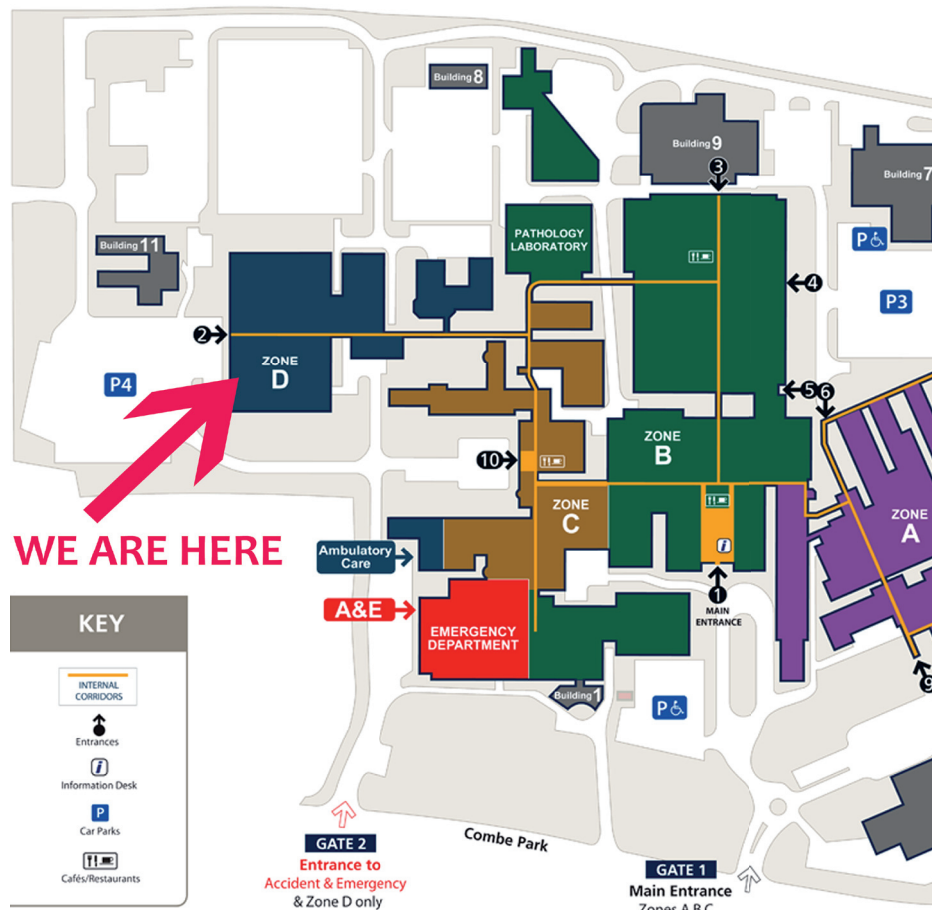 Building 8
Building 9
3
Building 7
PATHOLOGY
LABORATORY
P
Building 11
4
P3
2
ZONE
D
P4
5
6
ZONE
B
10
ZONE
C
ZONE
A
WE ARE HERE
Ambulatory
Care
i
1
MAIN
ENTRANCE
A&E
EMERGENCY
DEPARTMENT
9
Building 1
P
KEY
INTERNAL
CORRIDORS
Entrances
i
Information Desk
P
Car Parks
Cafés/Restaurants
Combe Park
GATE 2
Entrance to
Accident & Emergency
& Zone D only
GATE 1
Main Entrance
Zones A B C